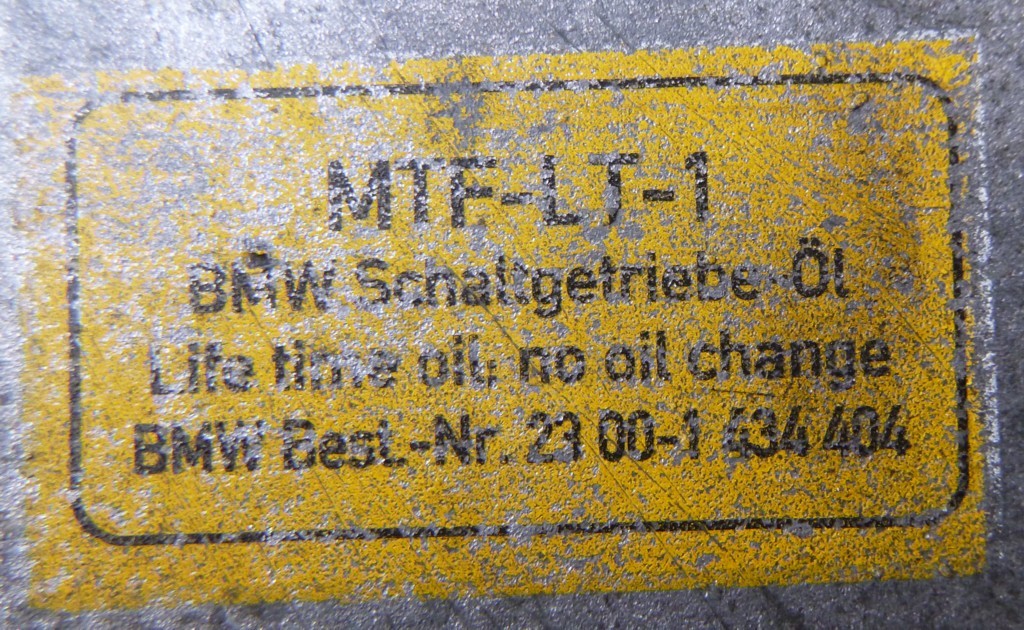 MTF-LT-1
BMW Schaltgetriebe-Öl
Life time oil: no oil change
BMW Best.-Nr. 23 00-1 434 404